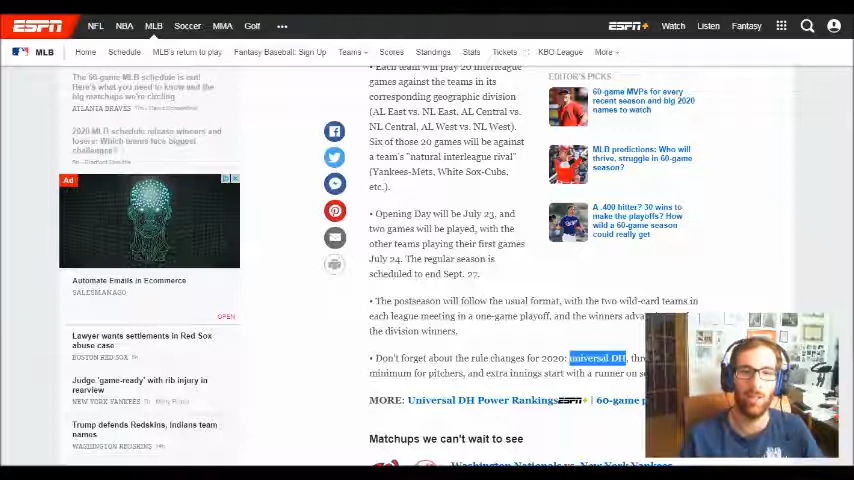 ESPN NFL NBA MLB Soccer MMA Golf ••• ESPN+ Watch Listen Fantasy
MLB Home Schedule MLB's return to play Fantasy Baseball: Sign Up Teams Scores Standings Stats Tickets KBO League More
The 60-game MLB schedule is out!
Here's what you need to know and the
big matchups we're circling
ATLANTA BRAVES
2020 MLB schedule release winners and
losers: Which teams face biggest
challenges?
Ad
Automate Emails in Ecommerce
SALESMANAGO
OPEN
Lawyer wants settlements in Red Sox
abuse case
BOSTON RED SOX
Judge 'game-ready' with rib injury in
rearview
NEW YORK YANKEES
Trump defends Redskins, Indians team
names
WASHINGTON REDSKINS
• Each team will play 20 interleague
games against the teams in its
corresponding geographic division
(AL East vs. NL East, AL Central vs.
NL Central, AL West vs. NL West).
Six of those 20 games will be against
a team's "natural interleague rival"
(Yankees-Mets, White Sox-Cubs,
etc.).
• Opening Day will be July 23, and
two games will be played, with the
other teams playing their first games
July 24. The regular season is
scheduled to end Sept. 27.
• The postseason will follow the usual format, with the two wild-card teams in
each league meeting in a one-game playoff, and the winners adva
the division winners.
• Don't forget about the rule changes for 2020: universal DH, thr
minimum for pitchers, and extra innings start with a runner on s
MORE: Universal DH Power Rankings ESPN+ | 60-game p
Matchups we can't wait to see
Washington Nationals vs. New York Yankees
EDITOR'S PICKS
60-game MVPs for every
recent season and big 2020
names to watch
MLB predictions: Who will
thrive, struggle in 60-game
season?
A .400 hitter? 30 wins to
make the playoffs? How
wild a 60-game season
could really get